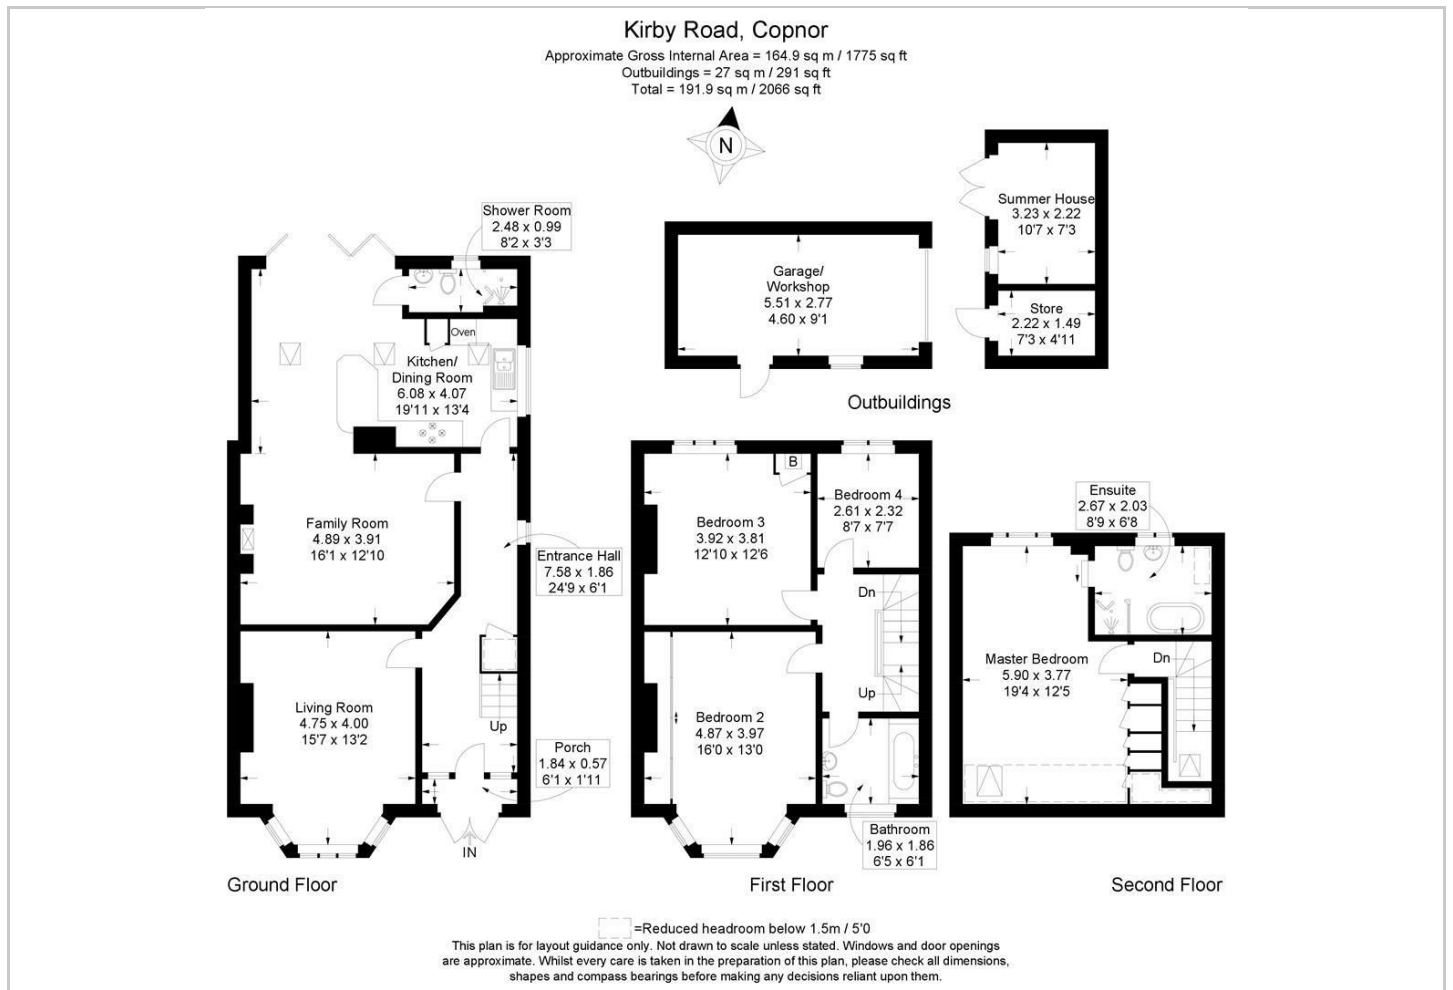 Kirby Road, Copnor
Approximate Gross Internal Area = 164.9 sq m / 1775 sq ft
Outbuildings = 27 sq m / 291 sq ft
Total = 191.9 sq m / 2066 sq ft
N
Shower Room
2.48 x 0.99
8'2 x 3'3
Oven
Kitchen/
Dining Room
6.08 x 4.07
19'11 x 13'4
Family Room
4.89 x 3.91
16'1 x 12'10
Entrance Hall
7.58 x 1.86
24'9 x 6'1
Living Room
4.75 x 4.00
15'7 x 13'2
Up
Porch
1.84 x 0.57
6'1 x 1'11
IN
Ground Floor
Garage/
Workshop
5.51 x 2.77
4.60 x 9'1
Summer House
3.23 x 2.22
10'7 x 7'3
Store
2.22 x 1.49
7'3 x 4'11
Outbuildings
B
Bedroom 3
3.92 x 3.81
12'10 x 12'6
Bedroom 4
2.61 x 2.32
8'7 x 7'7
Dn
Up
Bedroom 2
4.87 x 3.97
16'0 x 13'0
Bathroom
1.96 x 1.86
6'5 x 6'1
First Floor
Ensuite
2.67 x 2.03
8'9 x 6'8
Master Bedroom
5.90 x 3.77
19'4 x 12'5
Dn
Second Floor
=Reduced headroom below 1.5m / 5'0
This plan is for layout guidance only. Not drawn to scale unless stated. Windows and door openings
are approximate. Whilst every care is taken in the preparation of this plan, please check all dimensions,
shapes and compass bearings before making any decisions reliant upon them.